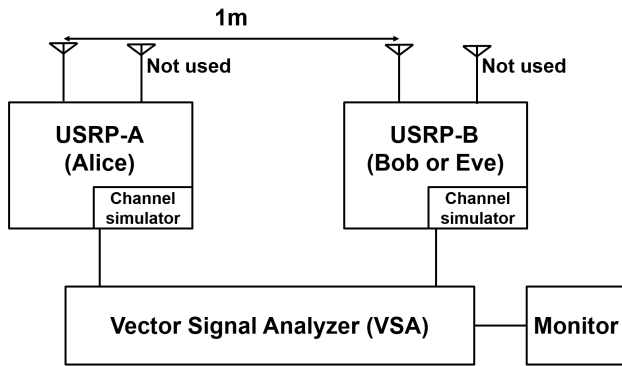 1m
Not used
Not used
USRP-A
(Alice)
USRP-B
(Bob or Eve)
Channel
simulator
Channel
simulator
Vector Signal Analyzer (VSA)
Monitor